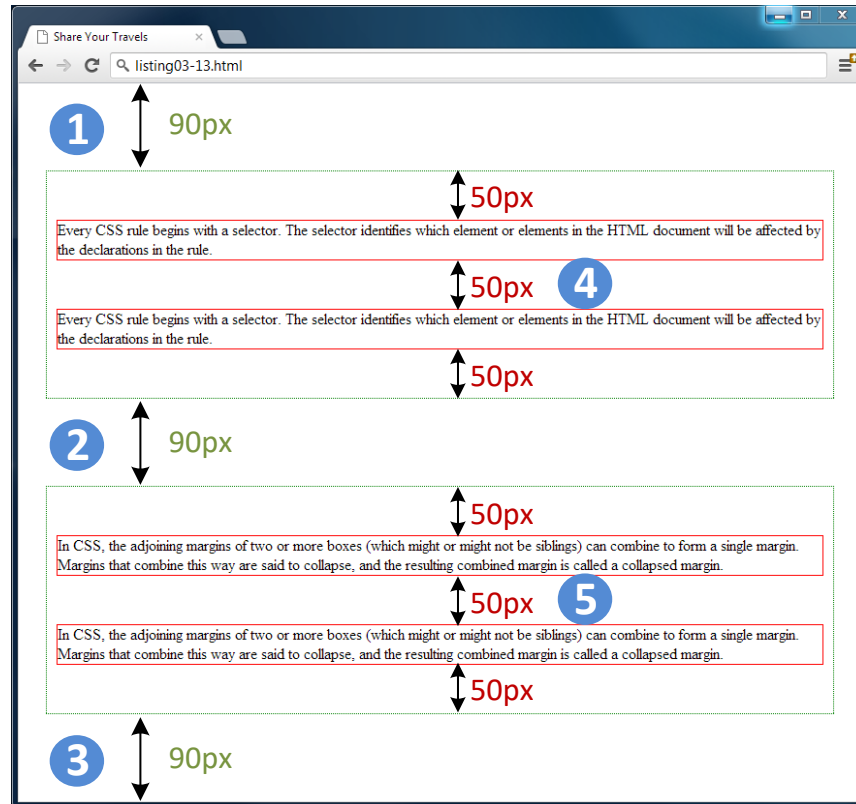 Share Your Travels
listing03-13.html
1
90px
50px
Every CSS rule begins with a selector. The selector identifies which element or elements in the HTML document will be affected by
the declarations in the rule.
50px
4
Every CSS rule begins with a selector. The selector identifies which element or elements in the HTML document will be affected by
the declarations in the rule.
50px
2
90px
50px
In CSS, the adjoining margins of two or more boxes (which might or might not be siblings) can combine to form a single margin.
Margins that combine this way are said to collapse, and the resulting combined margin is called a collapsed margin.
50px
5
In CSS, the adjoining margins of two or more boxes (which might or might not be siblings) can combine to form a single margin.
Margins that combine this way are said to collapse, and the resulting combined margin is called a collapsed margin.
50px
3
90px